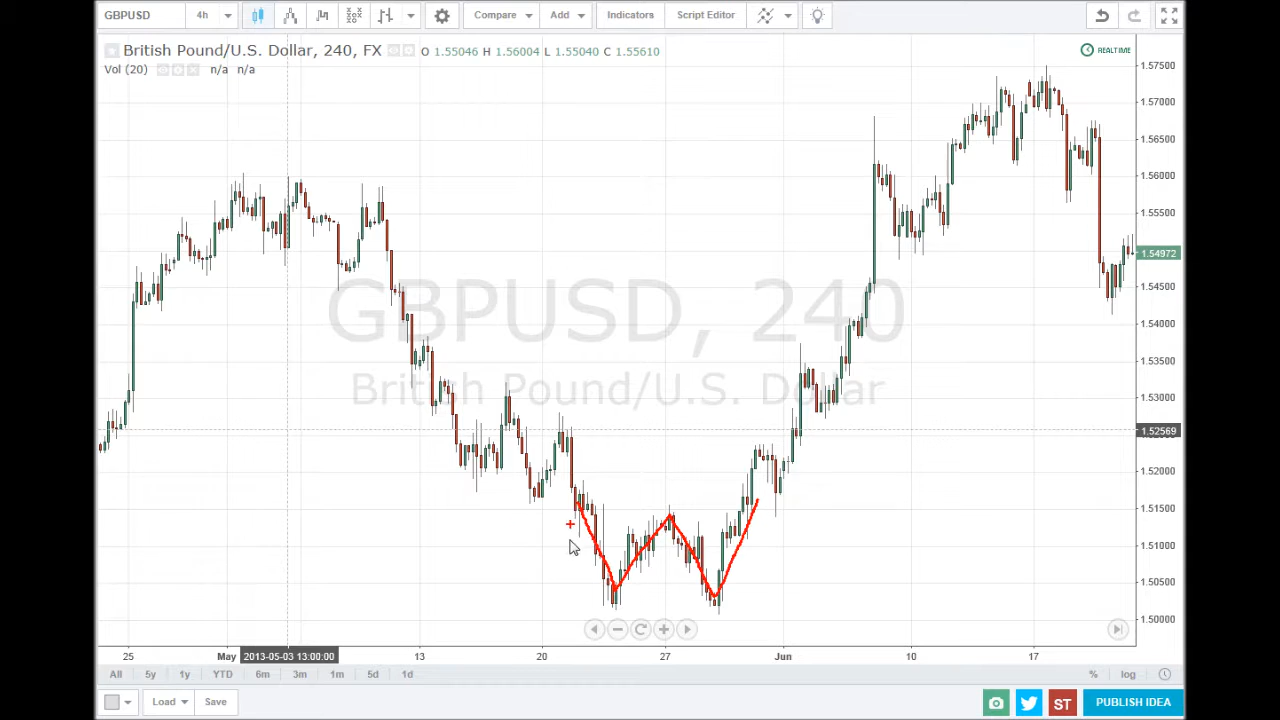 GBPUSD 4h Compare Add Indicators Script Editor
British Pound/U.S. Dollar, 240, FX O 1.55046 H 1.56004 L 1.55040 C 1.55610
REALTIME
Vol (20) n/a n/a
1.57500
1.57000
1.56500
1.56000
1.55500
1.54972
1.54500
1.54000
1.53500
1.53000
1.52569
1.52000
1.51500
1.51000
1.50500
1.50000
GBPUSD, 240
British Pound/U.S. Dollar
25 May 2013-05-03 13:00:00 13 20 27 Jun 10 17
All 5y 1y YTD 6m 3m 1m 5d 1d % log
Load Save ST PUBLISH IDEA